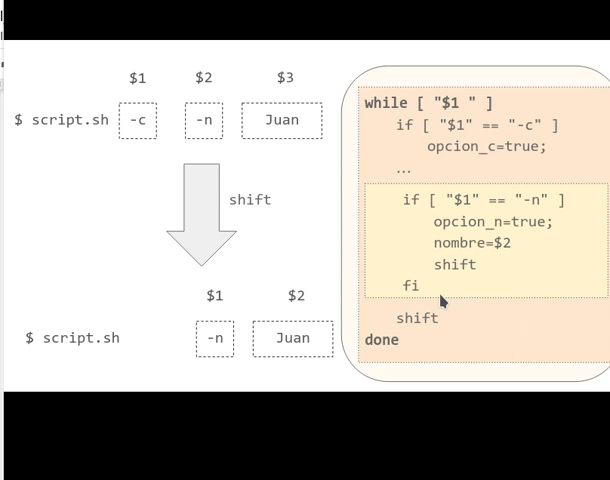 $1 $2 $3
$ script.sh -c -n Juan
shift
$1 $2
$ script.sh -n Juan
while [ "$1 " ]
if [ "$1" == "-c" ]
opcion_c=true;
...
if [ "$1" == "-n" ]
opcion_n=true;
nombre=$2
shift
fi
shift
done